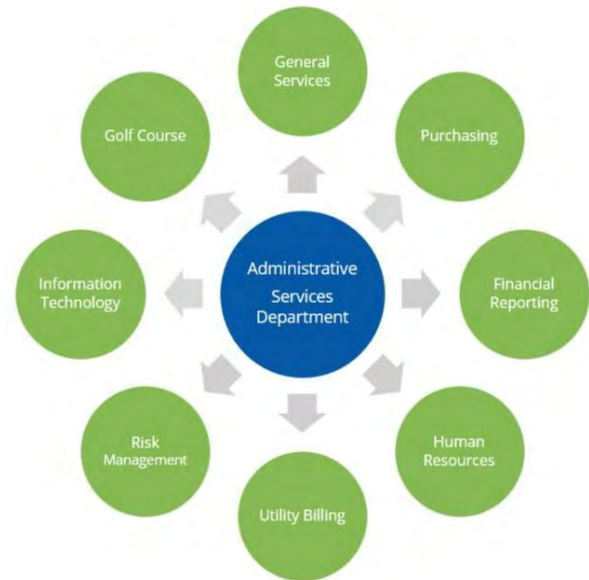 General
Services
Golf Course
Purchasing
Administrative
Services
Department
Information
Technology
Financial
Reporting
Risk
Management
Human
Resources
Utility Billing